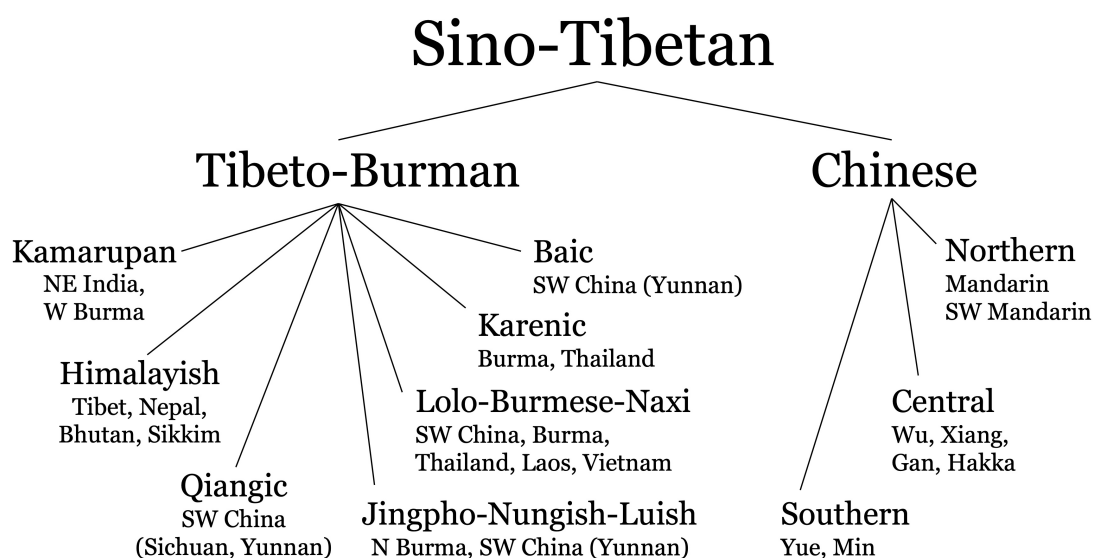 Sino-Tibetan
Tibeto-Burman
Chinese
Kamarupan
NE India,
W Burma
Himalayish
Tibet, Nepal,
Bhutan, Sikkim
Qiangic
SW China
(Sichuan, Yunnan)
Jingpho-Nungish-Luish
N Burma, SW China (Yunnan)
Lolo-Burmese-Naxi
SW China, Burma,
Thailand, Laos, Vietnam
Karenic
Burma, Thailand
Baic
SW China (Yunnan)
Northern
Mandarin
SW Mandarin
Central
Wu, Xiang,
Gan, Hakka
Southern
Yue, Min